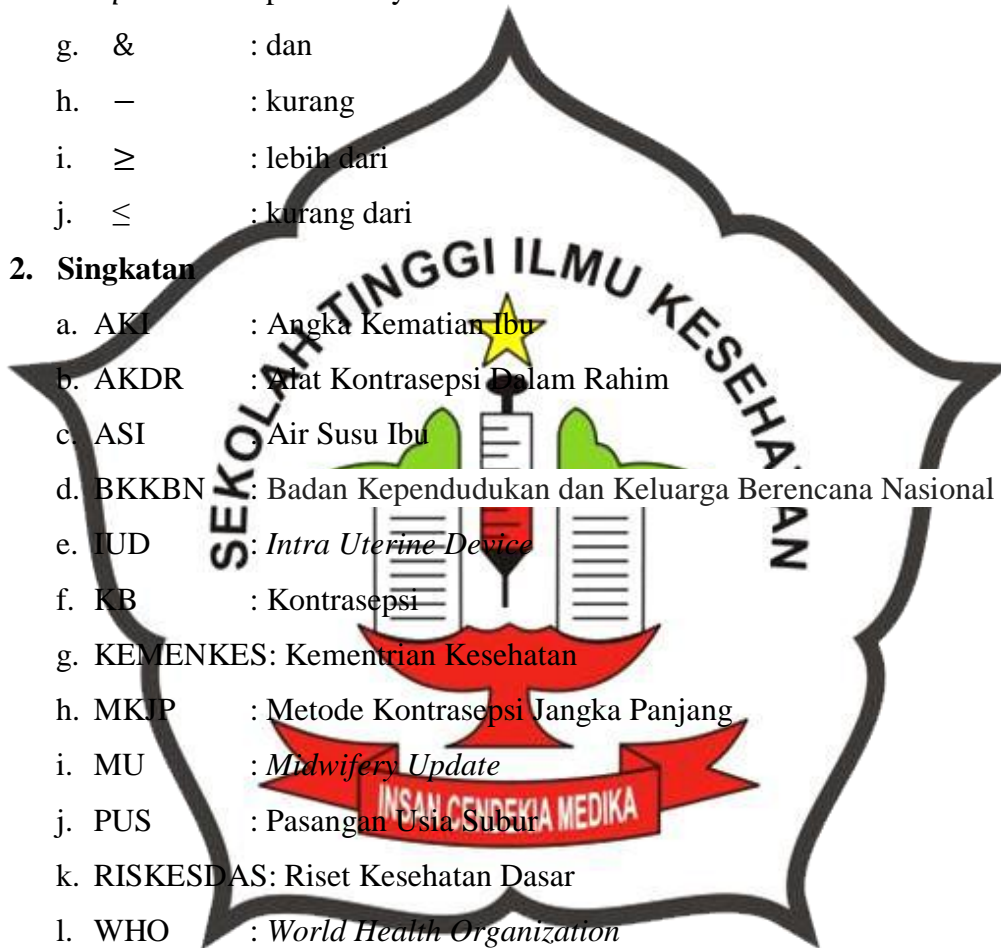 g. & : dan
h. − : kurang
i. ≥ : lebih dari
j. ≤ : kurang dari
2. Singkatan
a. AKI : Angka Kematian Ibu
b. AKDR : Alat Kontrasepsi Dalam Rahim
c. ASI : Air Susu Ibu
d. BKKBN : Badan Kependudukan dan Keluarga Berencana Nasional
e. IUD : Intra Uterine Device
f. KB : Kontrasepsi
g. KEMENKES: Kementrian Kesehatan
h. MKJP : Metode Kontrasepsi Jangka Panjang
i. MU : Midwifery Update
j. PUS : Pasangan Usia Subur
k. RISKESDAS: Riset Kesehatan Dasar
l. WHO : World Health Organization
SEKOLAH TINGGI ILMU KESEHATAN
INSAN CENDEKIA MEDIKA